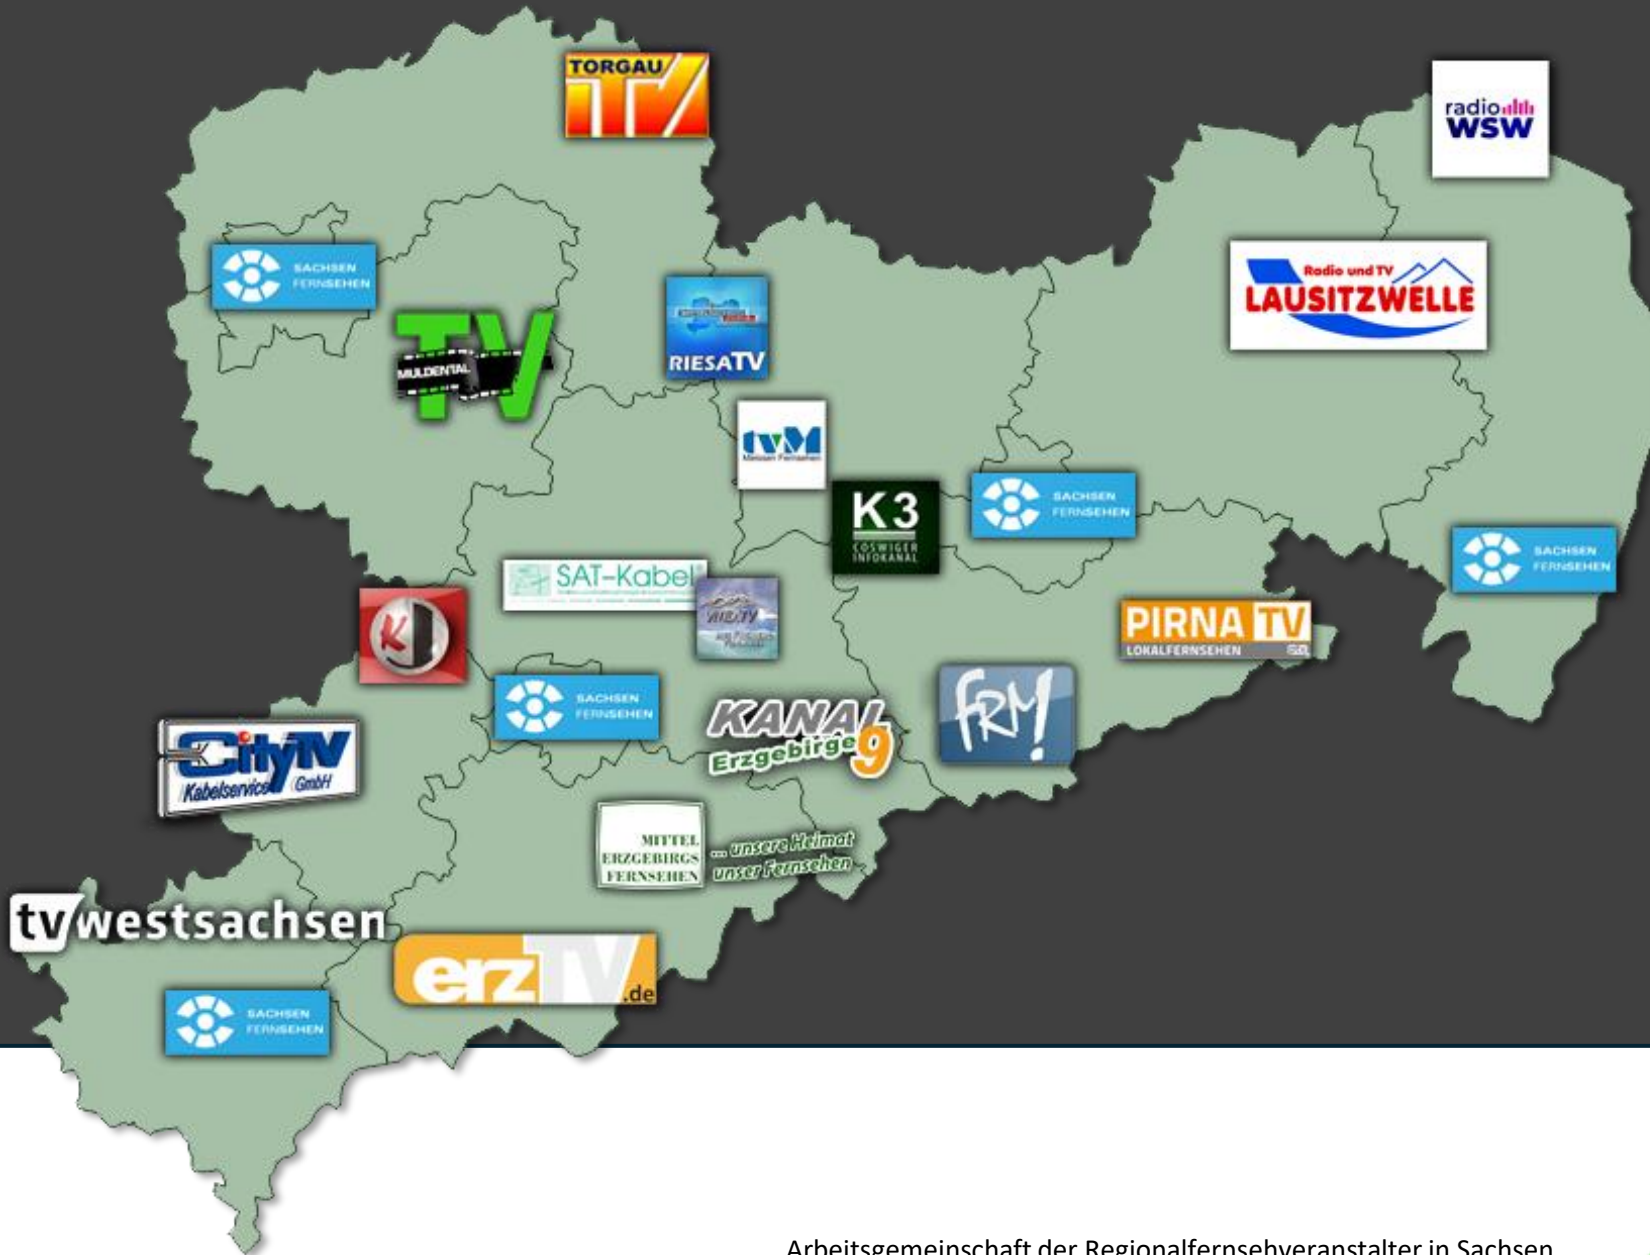 TORGAU
TV
radio
WSW
SACHSEN
FERNSEHEN
Radio und TV
LAUSITZWELLE
RIESATV
TV
MULDENTAL
tvM
Meissen Fernsehen
K3
COSWIGER
INFOKANAL
SACHSEN
FERNSEHEN
SACHSEN
FERNSEHEN
SAT-Kabel
KJ
PIRNA TV
LOKALFERNSEHEN
SACHSEN
FERNSEHEN
FRM!
KANAL
Erzgebirge 9
CityTV
Kabelservice GmbH
MITTEL
ERZGEBIRGS
FERNSEHEN
... unsere Heimat
unser Fernsehen
tvwestsachsen
erzTV
.de
SACHSEN
FERNSEHEN
Arbeitsgemeinschaft der Regionalfernsehveranstalter in Sachsen